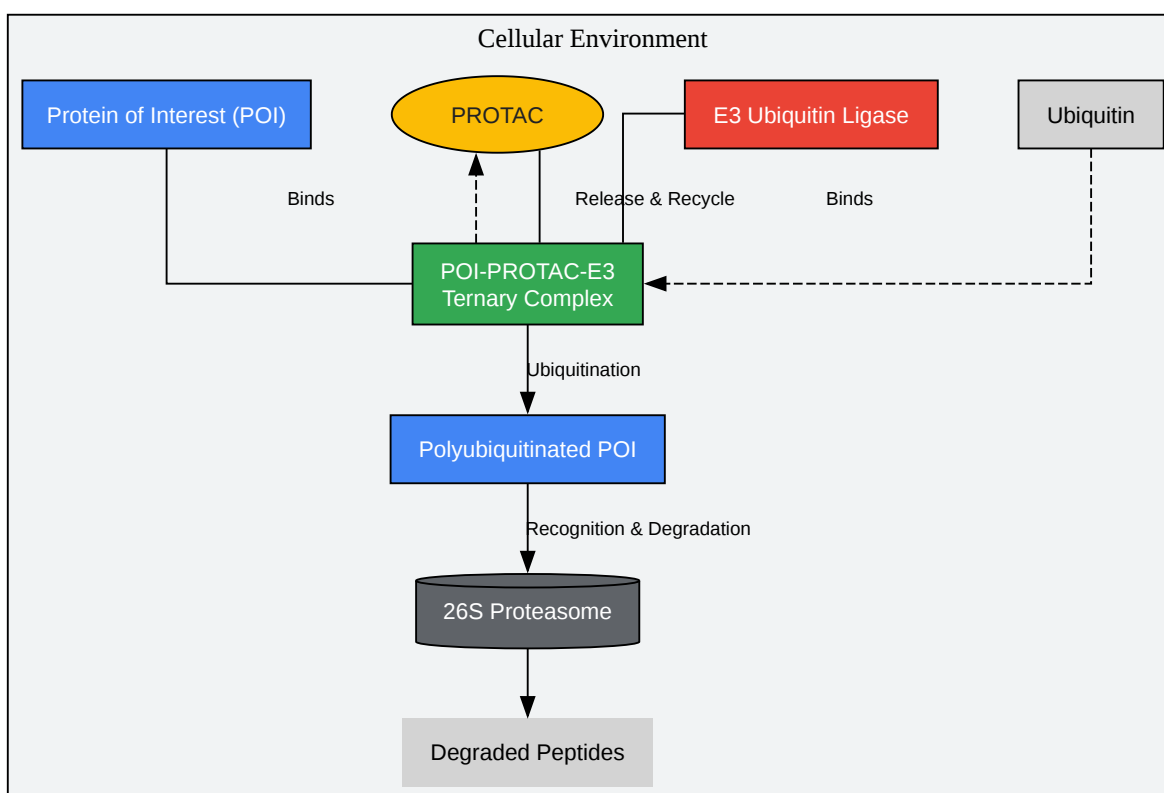 Cellular Environment
Protein of Interest (POI)
PROTAC
E3 Ubiquitin Ligase
Ubiquitin
Binds
Release & Recycle
Binds
POI-PROTAC-E3
Ternary Complex
Ubiquitination
Polyubiquitinated POI
Recognition & Degradation
26S Proteasome
Degraded Peptides